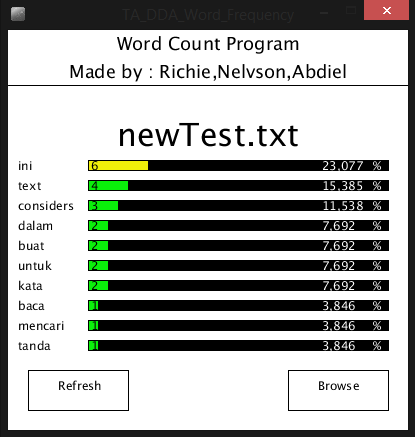 TA_DDA_Word_Frequency
Word Count Program
Made by : Richie,Nelvson,Abdiel
newTest.txt
ini 6 23,077 %
text 4 15,385 %
considers 3 11,538 %
dalam 2 7,692 %
buat 2 7,692 %
untuk 2 7,692 %
kata 2 7,692 %
baca 1 3,846 %
mencari 1 3,846 %
tanda 1 3,846 %
Refresh Browse